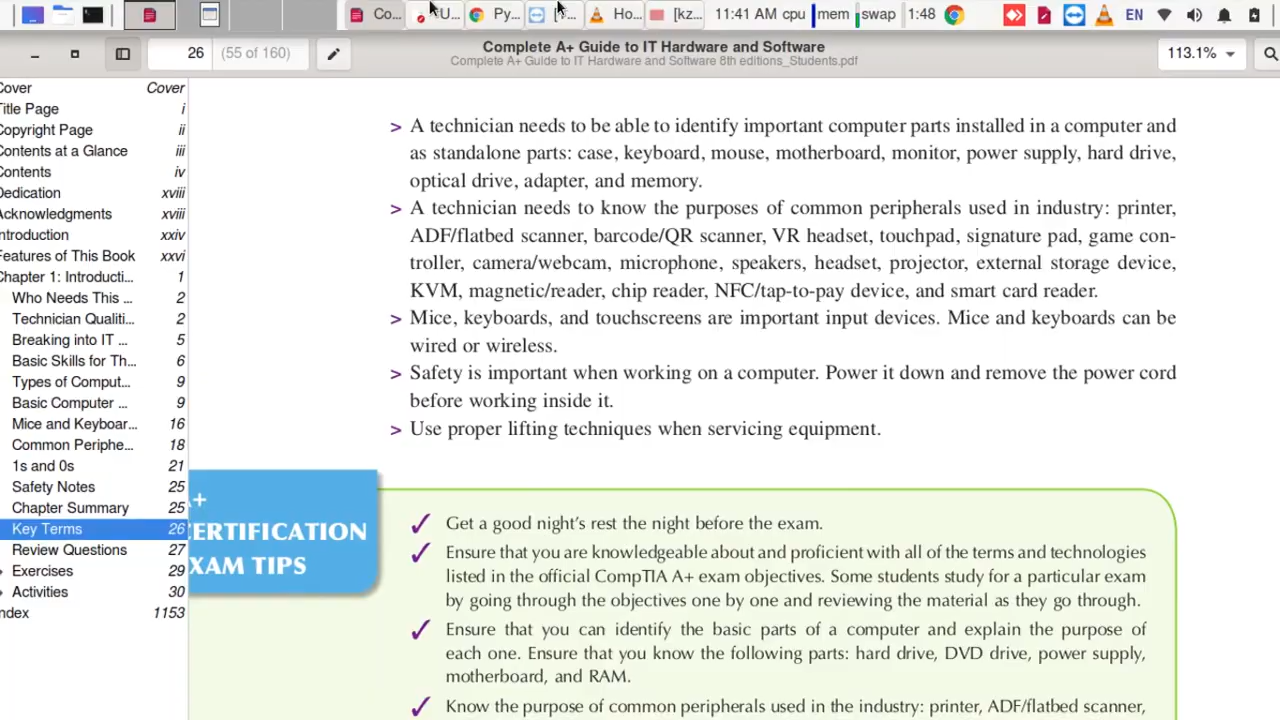 Co...
U...
Py...
[...
Ho...
[kz...
11:41 AM cpu
mem
swap
1:48
EN
26
(55 of 160)
Complete A+ Guide to IT Hardware and Software
Complete A+ Guide to IT Hardware and Software 8th editions_Students.pdf
113.1%
Cover Cover
Title Page i
Copyright Page ii
Contents at a Glance iii
Contents iv
Dedication xviii
Acknowledgments xviii
ntroduction xxiv
Features of This Book xxvi
Chapter 1: Introducti... 1
Who Needs This ... 2
Technician Qualiti... 2
Breaking into IT ... 5
Basic Skills for Th... 6
Types of Comput... 9
Basic Computer ... 9
Mice and Keyboar... 16
Common Periphe... 18
1s and 0s 21
Safety Notes 25
Chapter Summary 25
Key Terms 26
Review Questions 27
Exercises 29
Activities 30
ndex 1153
> A technician needs to be able to identify important computer parts installed in a computer and
as standalone parts: case, keyboard, mouse, motherboard, monitor, power supply, hard drive,
optical drive, adapter, and memory.
> A technician needs to know the purposes of common peripherals used in industry: printer,
ADF/flatbed scanner, barcode/QR scanner, VR headset, touchpad, signature pad, game con-
troller, camera/webcam, microphone, speakers, headset, projector, external storage device,
KVM, magnetic/reader, chip reader, NFC/tap-to-pay device, and smart card reader.
> Mice, keyboards, and touchscreens are important input devices. Mice and keyboards can be
wired or wireless.
> Safety is important when working on a computer. Power it down and remove the power cord
before working inside it.
> Use proper lifting techniques when servicing equipment.
+
ERTIFICATION
XAM TIPS
✓ Get a good night's rest the night before the exam.
✓ Ensure that you are knowledgeable about and proficient with all of the terms and technologies
listed in the official CompTIA A+ exam objectives. Some students study for a particular exam
by going through the objectives one by one and reviewing the material as they go through.
✓ Ensure that you can identify the basic parts of a computer and explain the purpose of
each one. Ensure that you know the following parts: hard drive, DVD drive, power supply,
motherboard, and RAM.
✓ Know the purpose of common peripherals used in the industry: printer, ADF/flatbed scanner,